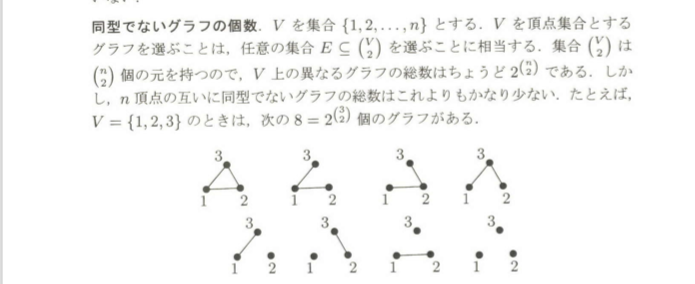 同型でないグラフの個数．V を集合 {1, 2, . . . , n} とする．V を頂点集合とする
グラフを選ぶことは，任意の集合 E ⊆ (V 2) を選ぶことに相当する．集合 (V 2) は
(n 2) 個の元を持つので，V 上の異なるグラフの総数はちょうど 2^(n 2) である．しか
し，n 頂点の互いに同型でないグラフの総数はこれよりもかなり少ない．たとえば，
V = {1, 2, 3} のときは，次の 8 = 2^(3 2) 個のグラフがある．
3 3 3 3
1 2 1 2 1 2 1 2
3 3 3 3
1 2 1 2 1 2 1 2